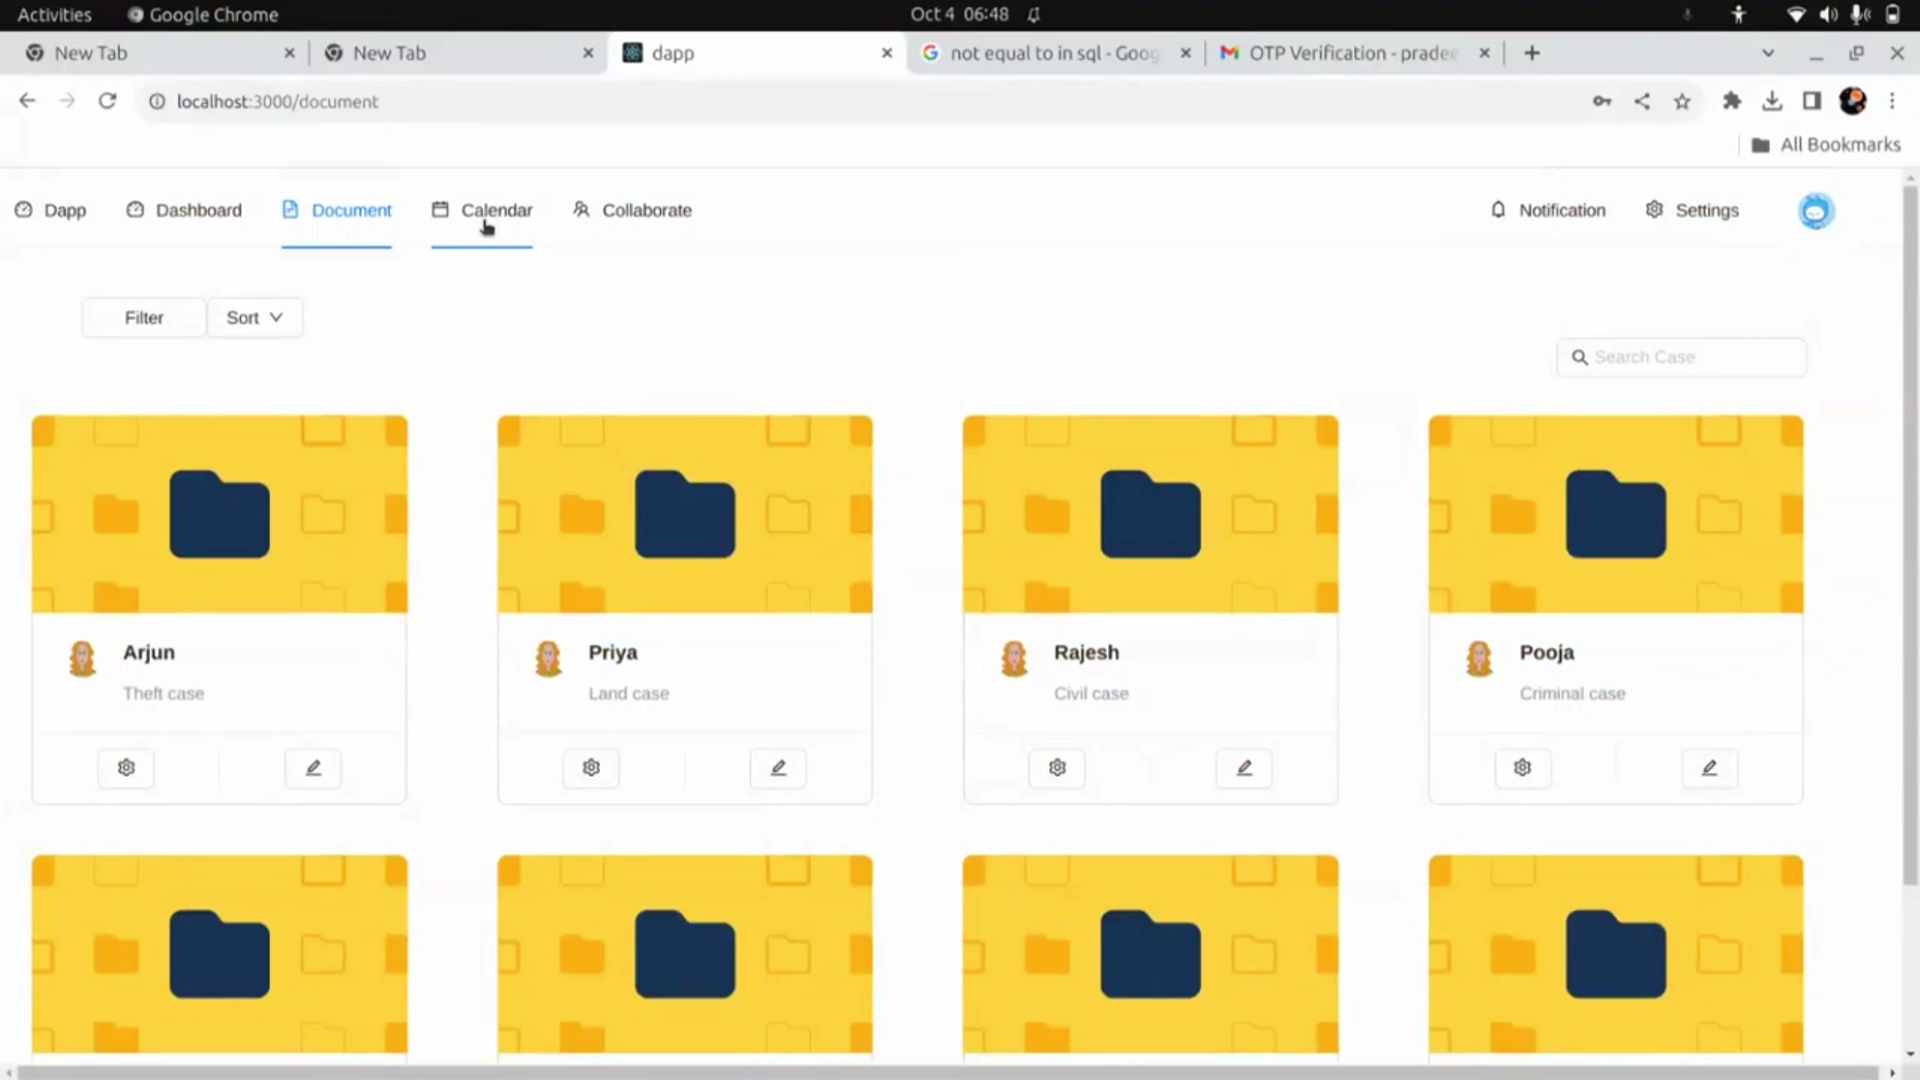 Activities
Google Chrome
Oct 4 06:48
New Tab
New Tab
dapp
not equal to in sql - Goog
OTP Verification - pradee
localhost:3000/document
All Bookmarks
Dapp
Dashboard
Document
Calendar
Collaborate
Notification
Settings
Filter
Sort
Search Case
Arjun
Theft case
Priya
Land case
Rajesh
Civil case
Pooja
Criminal case